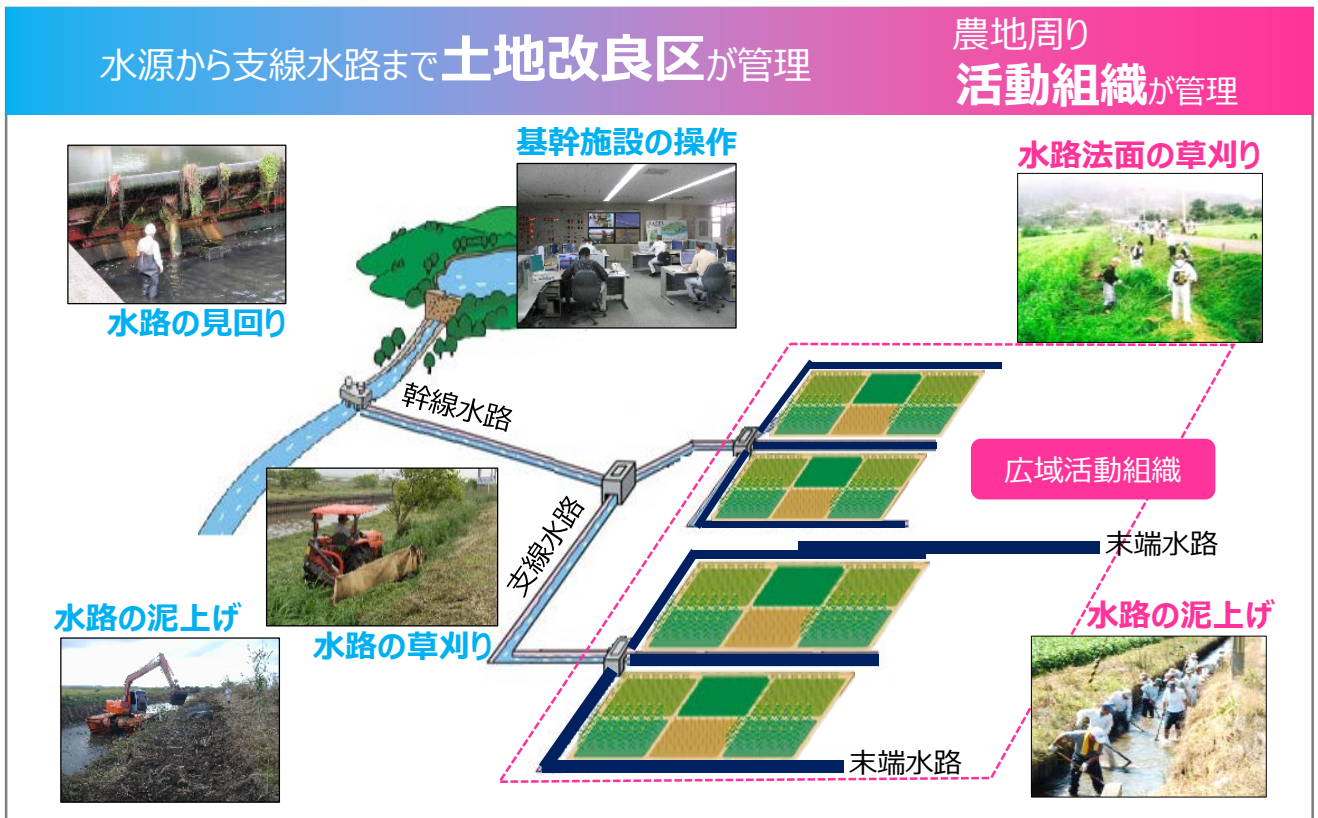 水源から支線水路まで土地改良区が管理
農地周り
活動組織が管理
基幹施設の操作
水路法面の草刈り
水路の見回り
幹線水路
広域活動組織
支線水路
末端水路
水路の泥上げ
水路の草刈り
水路の泥上げ
末端水路